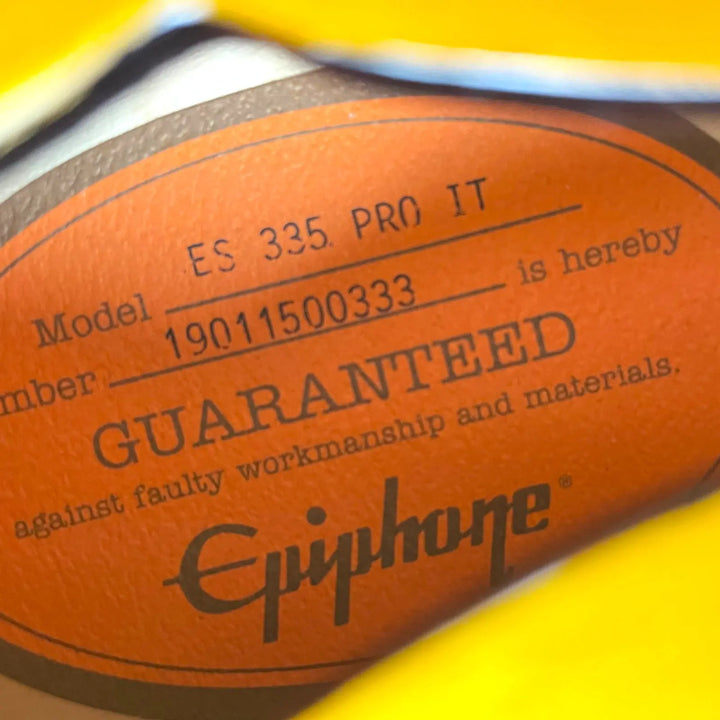 Model ES 335 PRO IT
mber 19011500333 is hereby
GUARANTEED
against faulty workmanship and materials.
Epiphone®